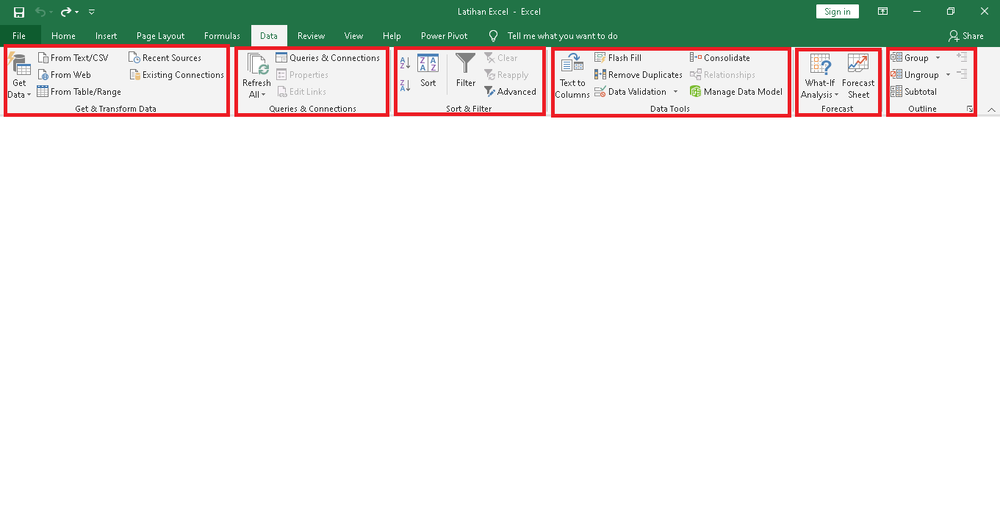 Latihan Excel - Excel
Sign in
File Home Insert Page Layout Formulas Data Review View Help Power Pivot Tell me what you want to do Share
Get Data
From Text/CSV
From Web
From Table/Range
Recent Sources
Existing Connections
Get & Transform Data
Refresh All
Queries & Connections
Properties
Edit Links
Queries & Connections
Sort
Filter
Clear
Reapply
Advanced
Sort & Filter
Text to Columns
Flash Fill
Remove Duplicates
Data Validation
Consolidate
Relationships
Manage Data Model
Data Tools
What-If Analysis
Forecast Sheet
Forecast
Group
Ungroup
Subtotal
Outline